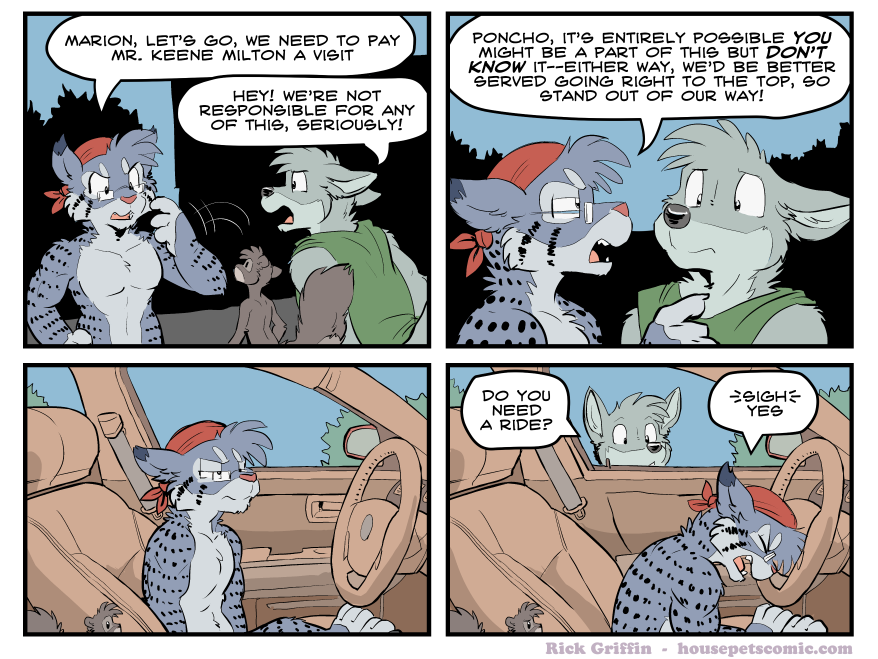 MARION, LET'S GO, WE NEED TO PAY
MR. KEENE MILTON A VISIT
HEY! WE'RE NOT
RESPONSIBLE FOR ANY
OF THIS, SERIOUSLY!
PONCHO, IT'S ENTIRELY POSSIBLE YOU
MIGHT BE A PART OF THIS BUT DON'T
KNOW IT--EITHER WAY, WE'D BE BETTER
SERVED GOING RIGHT TO THE TOP, SO
STAND OUT OF OUR WAY!
DO YOU
NEED
A RIDE?
SIGH
YES
Rick Griffin - housepetscomic.com